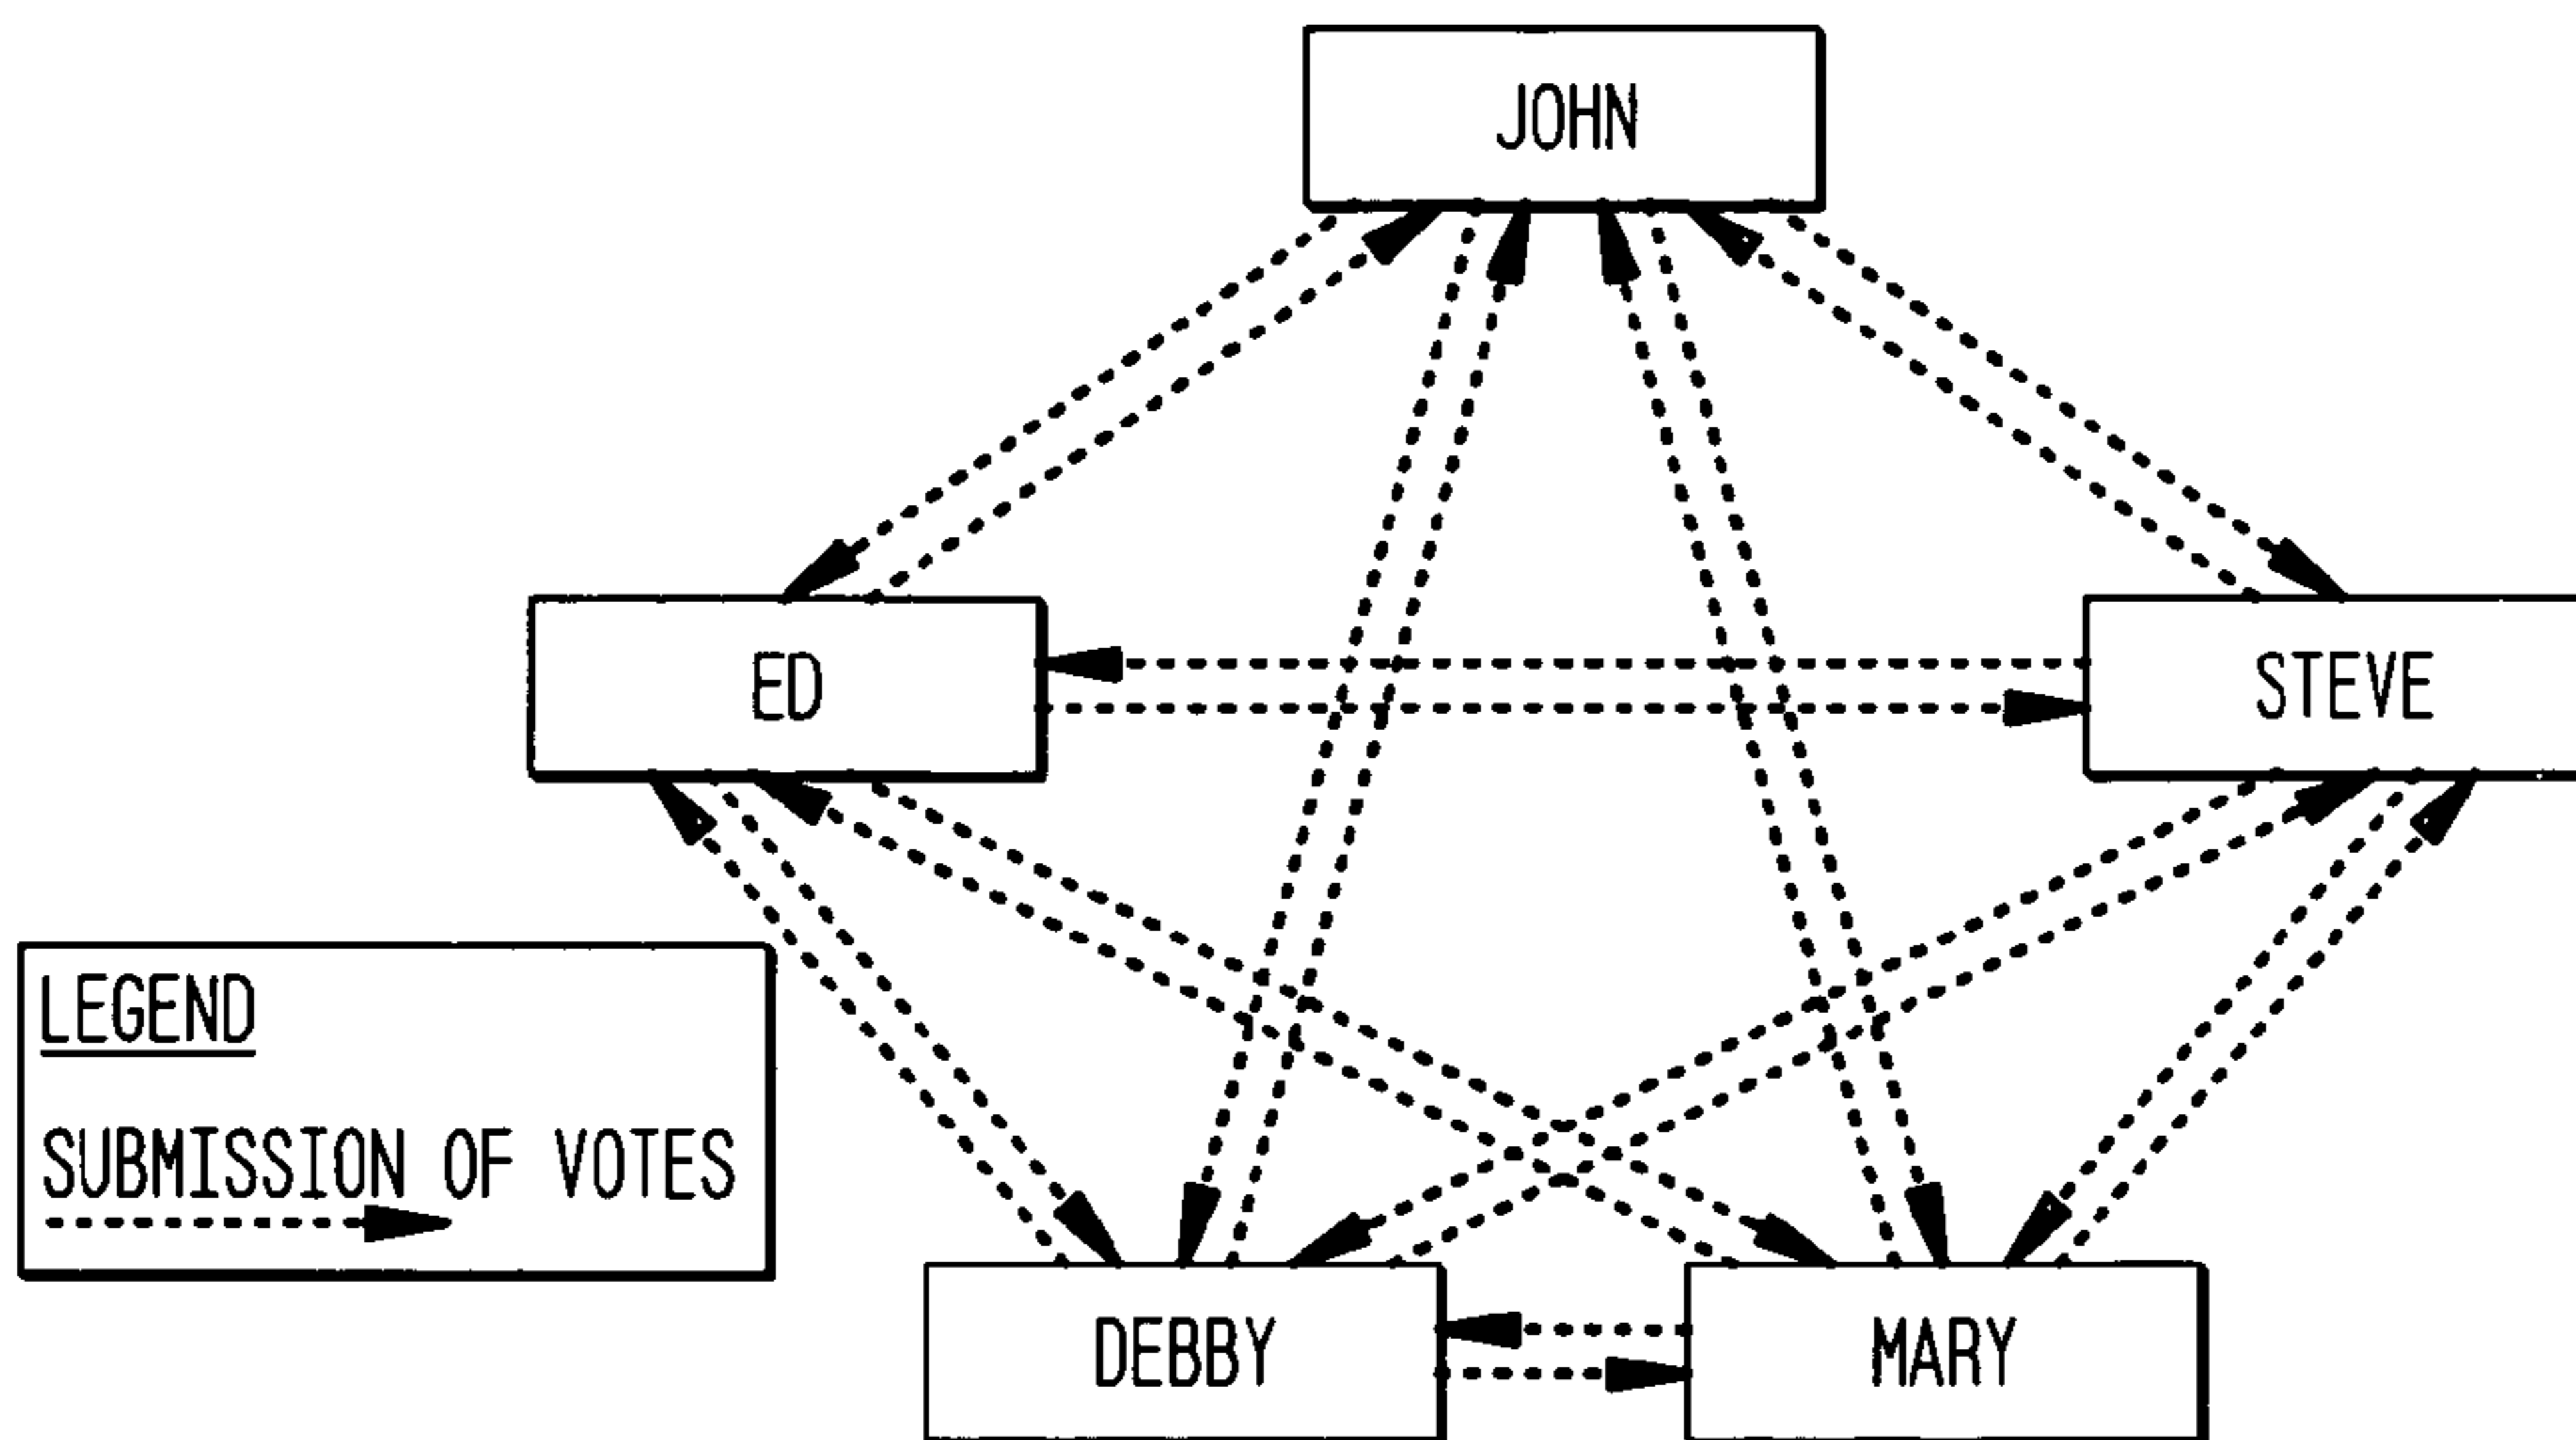 JOHN
ED
STEVE
LEGEND
SUBMISSION OF VOTES
DEBBY
MARY